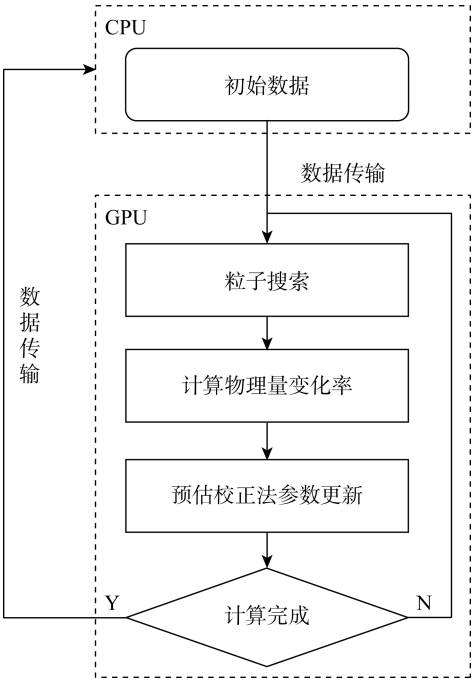 CPU
初始数据
数据传输
GPU
粒子搜索
数据传输
计算物理量变化率
预估校正法参数更新
Y
计算完成
N